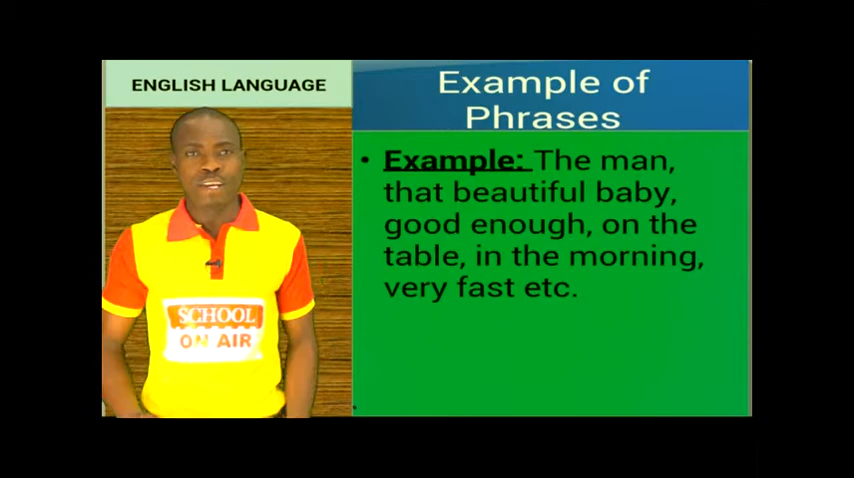 ENGLISH LANGUAGE
Example of
Phrases
• Example: The man,
that beautiful baby,
good enough, on the
table, in the morning,
very fast etc.
SCHOOL
ON AIR